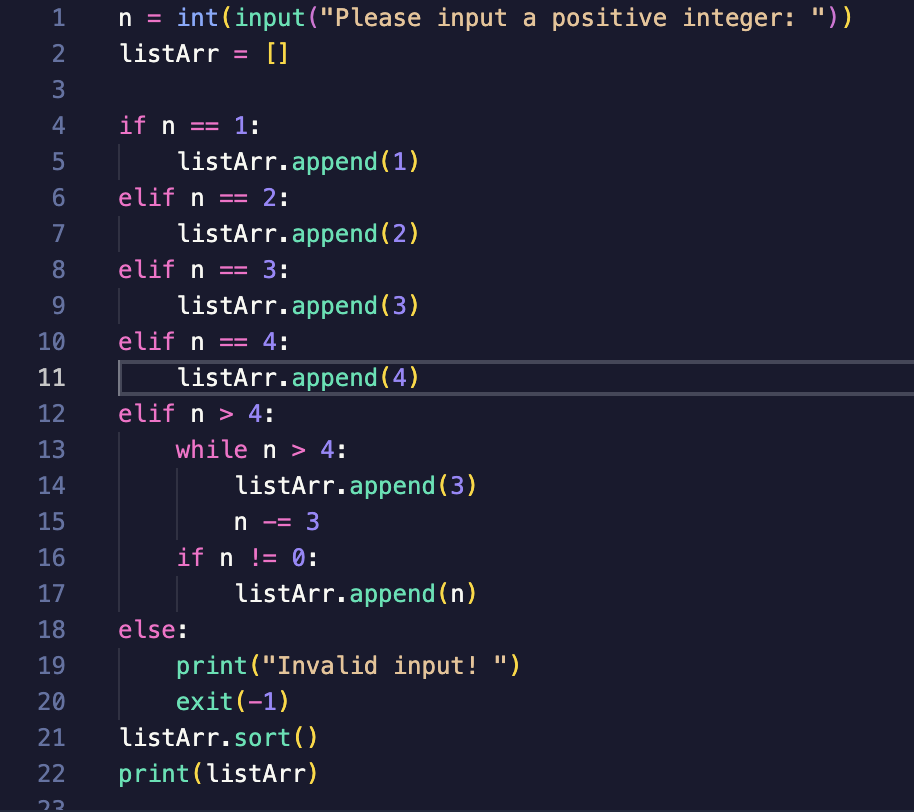 1 n = int(input("Please input a positive integer: "))
2 listArr = []
3
4 if n == 1:
5     listArr.append(1)
6 elif n == 2:
7     listArr.append(2)
8 elif n == 3:
9     listArr.append(3)
10 elif n == 4:
11     listArr.append(4)
12 elif n > 4:
13     while n > 4:
14         listArr.append(3)
15         n -= 3
16     if n != 0:
17         listArr.append(n)
18 else:
19     print("Invalid input! ")
20     exit(-1)
21 listArr.sort()
22 print(listArr)
23